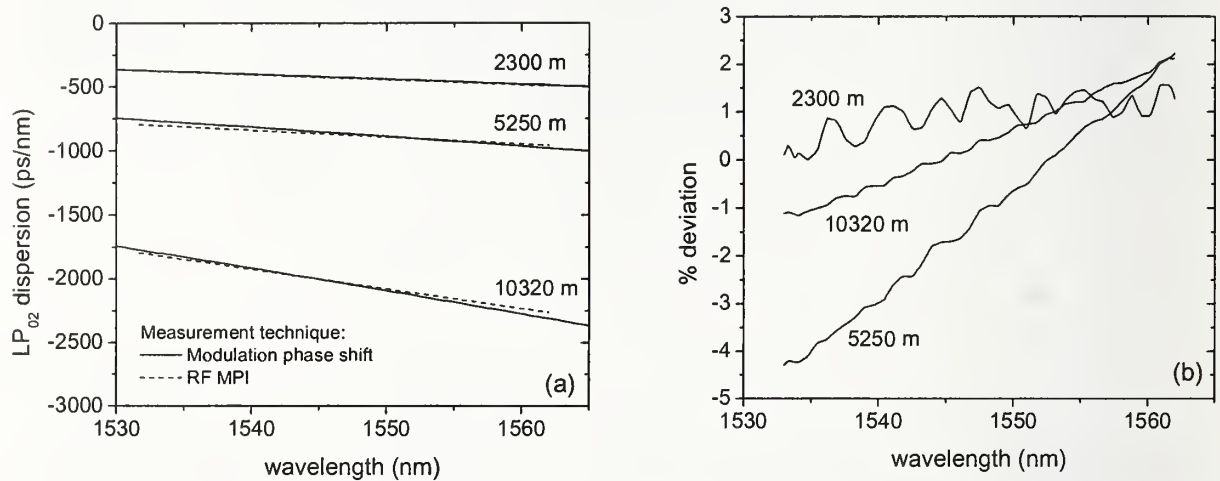 0
-500
-1000
-1500
-2000
-2500
-3000
LP02 dispersion (ps/nm)
2300 m
5250 m
10320 m
Measurement technique:
Modulation phase shift
RF MPI
(a)
1530 1540 1550 1560
wavelength (nm)
3
2
1
0
-1
-2
-3
-4
-5
% deviation
2300 m
10320 m
5250 m
(b)
1530 1540 1550 1560
wavelength (nm)